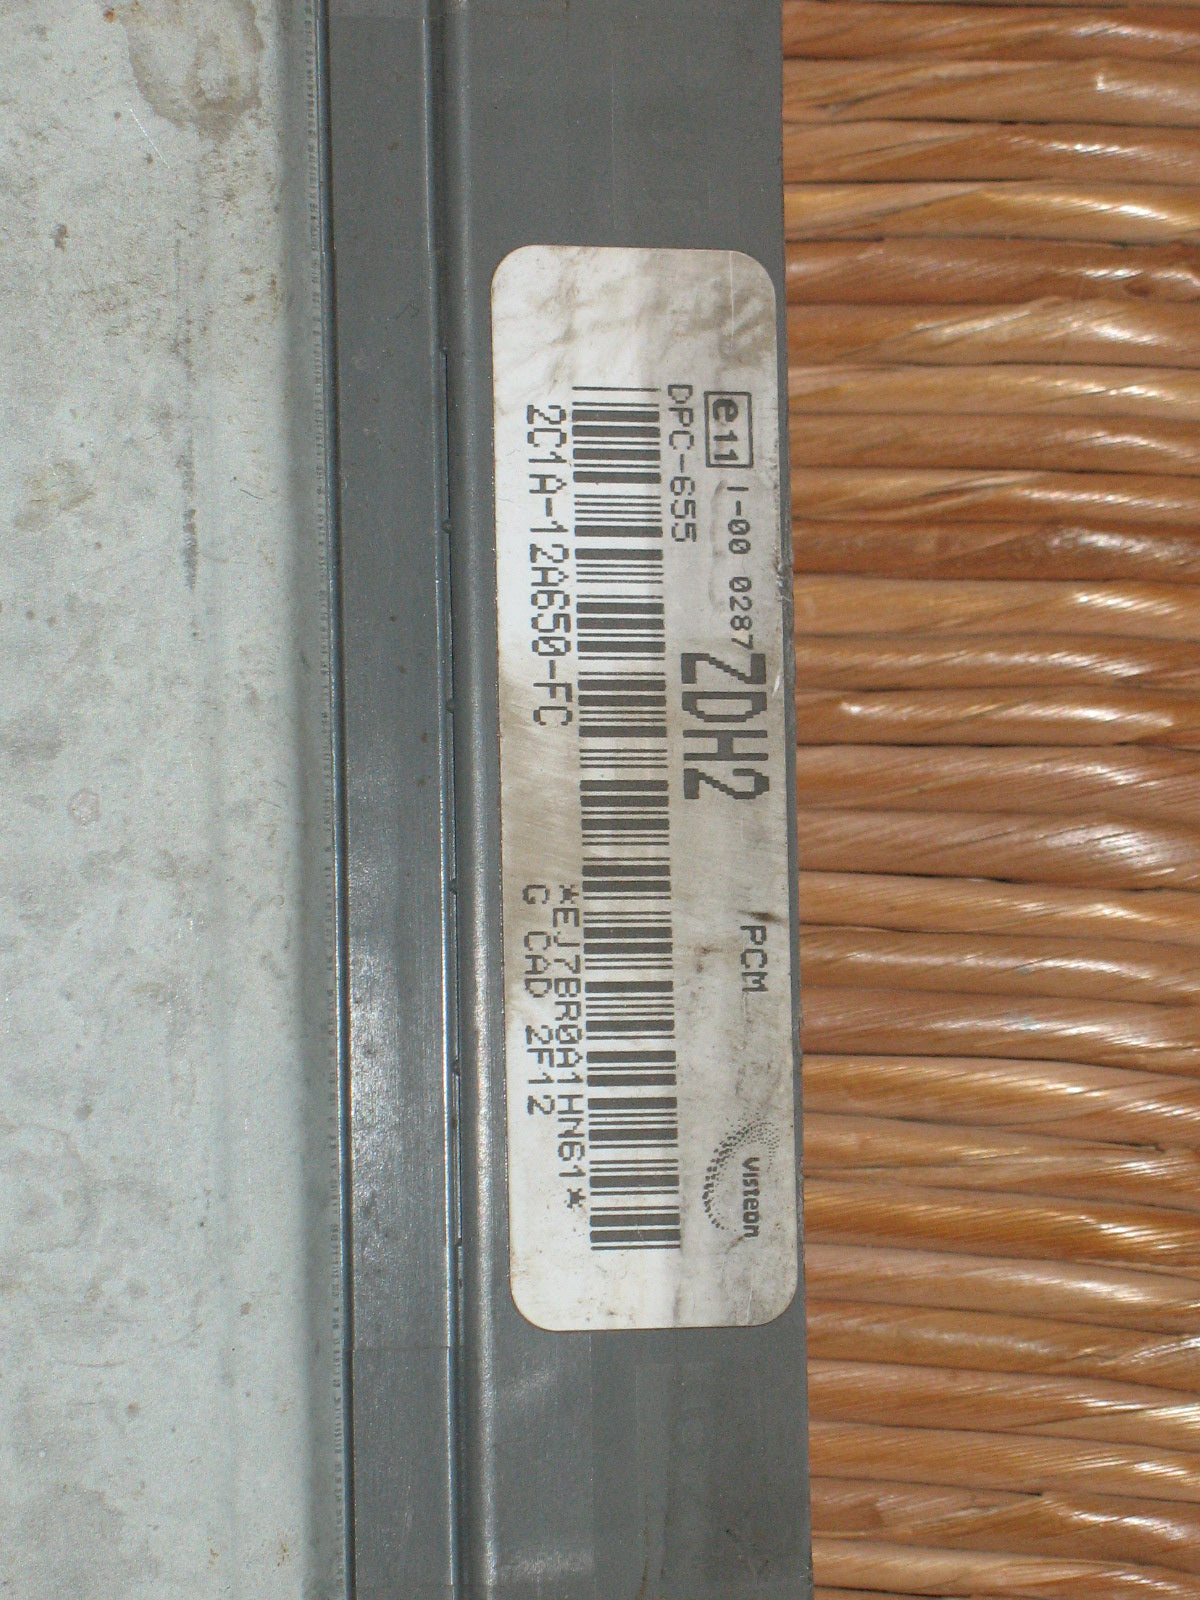 e11 I-00 0287
PCM
VISTEON
DPC-655
ZDH2
2C1A-12A650-FC
*EJ7BR0A1HN61*
G CAD 2F12